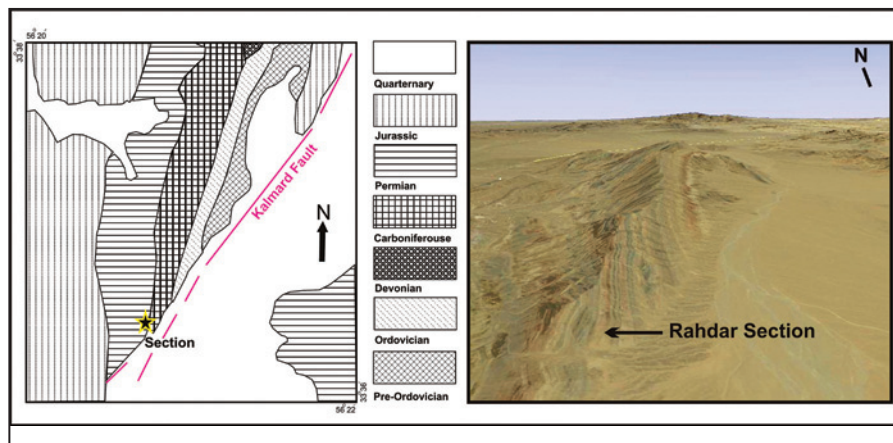 56° 20
33° 38
Kalmard Fault
N
Section
33 36
56 22
Quarternary
Jurassic
Permian
Carboniferouse
Devonian
Ordovician
Pre-Ordovician
N
Rahdar Section